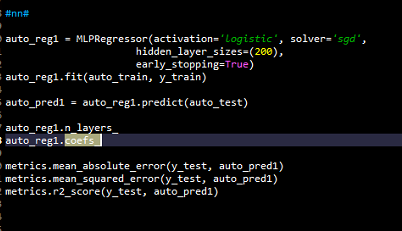 #nn#
auto_reg1 = MLPRegressor(activation='logistic', solver='sgd',
hidden_layer_sizes=(200),
early_stopping=True)
auto_reg1.fit(auto_train, y_train)
auto_pred1 = auto_reg1.predict(auto_test)
auto_reg1.n_layers_
auto_reg1.coefs_
metrics.mean_absolute_error(y_test, auto_pred1)
metrics.mean_squared_error(y_test, auto_pred1)
metrics.r2_score(y_test, auto_pred1)